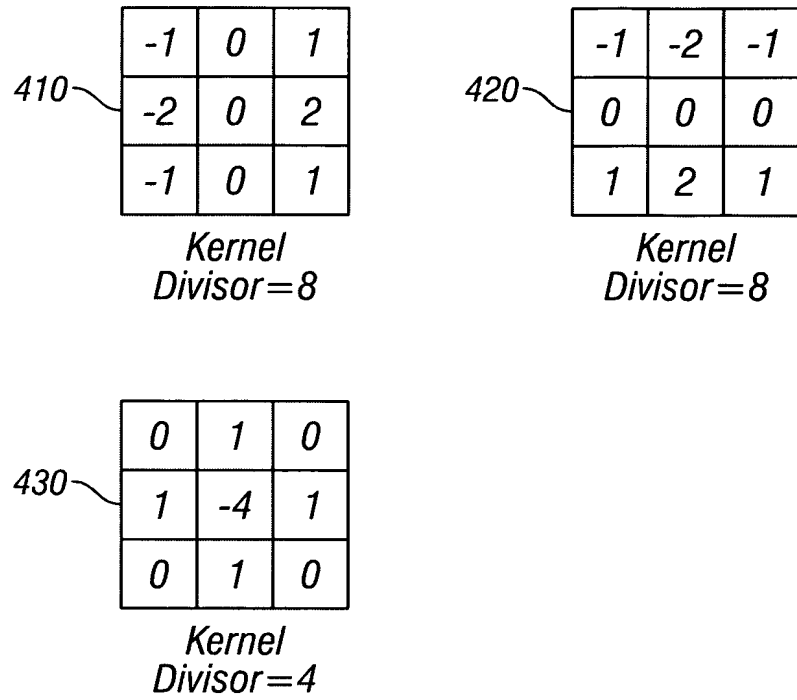 -1 0 1
410 -2 0 2
-1 0 1
Kernel
Divisor=8
-1 -2 -1
420 0 0 0
1 2 1
Kernel
Divisor=8
0 1 0
430 1 -4 1
0 1 0
Kernel
Divisor=4